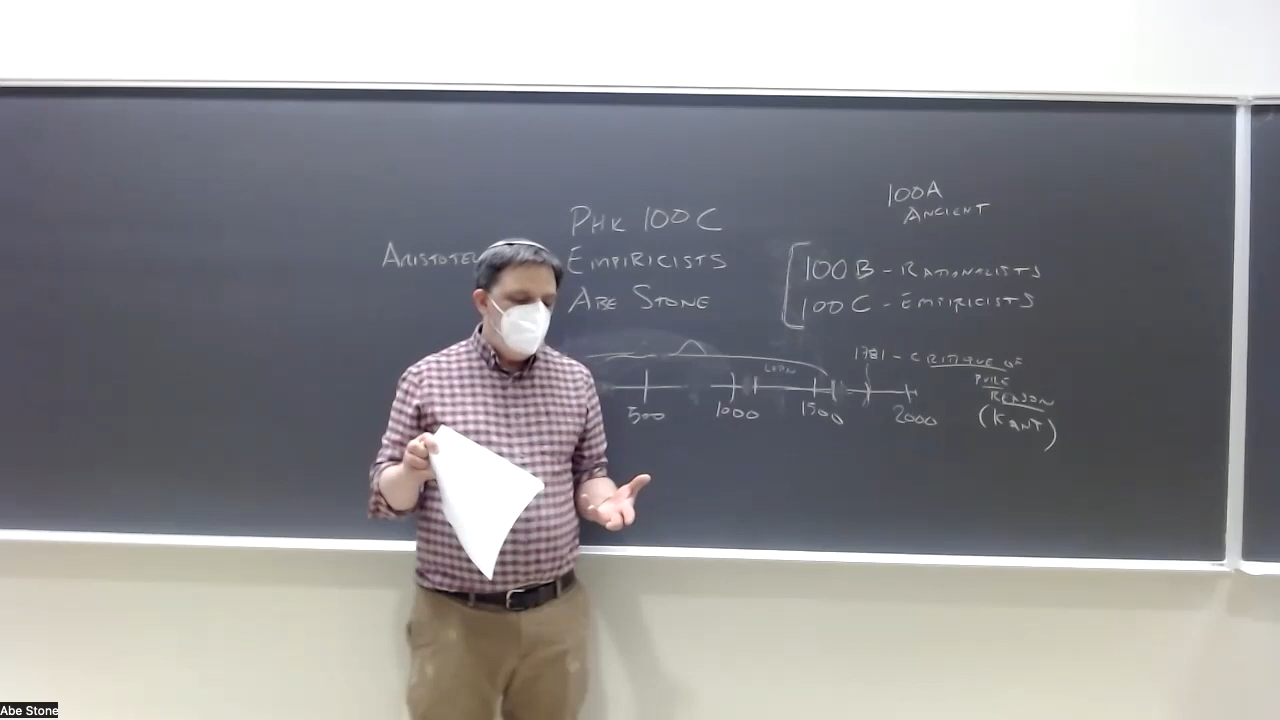 100A
ANCIENT
PHK 100C
ARISTOTEL
EMPIRICISTS
100B - RATIONALISTS
ABE STONE
100C - EMPIRICISTS
1781 - CRITIQUE OF
PURE
REASON
(KANT)
500
1000
1500
2000
Abe Stone